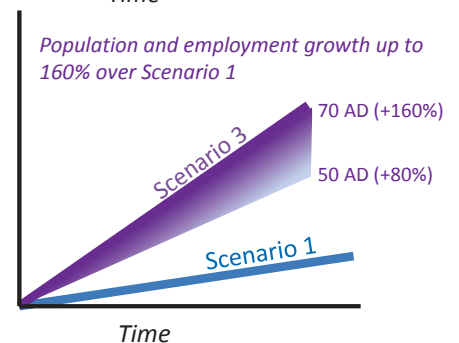 Time
Population and employment growth up to
160% over Scenario 1
70 AD (+160%)
Scenario 3
50 AD (+80%)
Scenario 1
Time